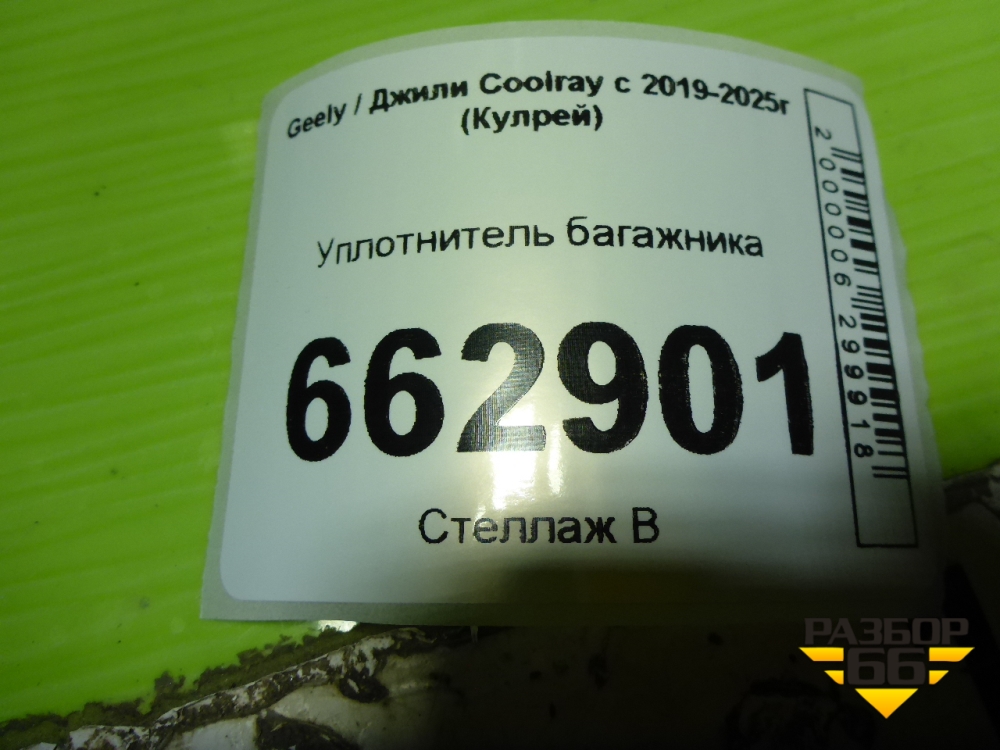 Geely / Джили Coolray с 2019-2025г
(Кулрей)
Уплотнитель багажника
662901
Стеллаж В
2000006299918
РАЗБОР
66